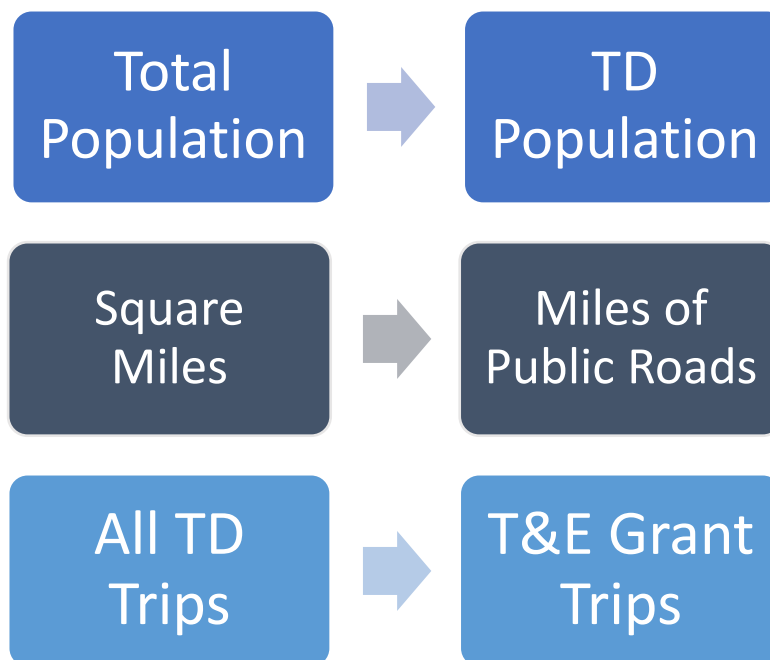 Total
Population
TD
Population
Square
Miles
Miles of
Public Roads
All TD
Trips
T&E Grant
Trips